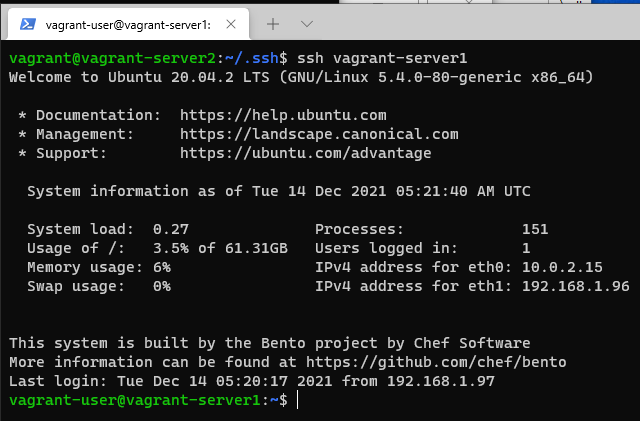 vagrant-user@vagrant-server1:
vagrant@vagrant-server2:~/.ssh$ ssh vagrant-server1
Welcome to Ubuntu 20.04.2 LTS (GNU/Linux 5.4.0-80-generic x86_64)
* Documentation:  https://help.ubuntu.com
* Management:     https://landscape.canonical.com
* Support:        https://ubuntu.com/advantage
System information as of Tue 14 Dec 2021 05:21:40 AM UTC
System load:  0.27              Processes:             151
Usage of /:   3.5% of 61.31GB   Users logged in:       1
Memory usage: 6%                IPv4 address for eth0: 10.0.2.15
Swap usage:   0%                IPv4 address for eth1: 192.168.1.96
This system is built by the Bento project by Chef Software
More information can be found at https://github.com/chef/bento
Last login: Tue Dec 14 05:20:17 2021 from 192.168.1.97
vagrant-user@vagrant-server1:~$